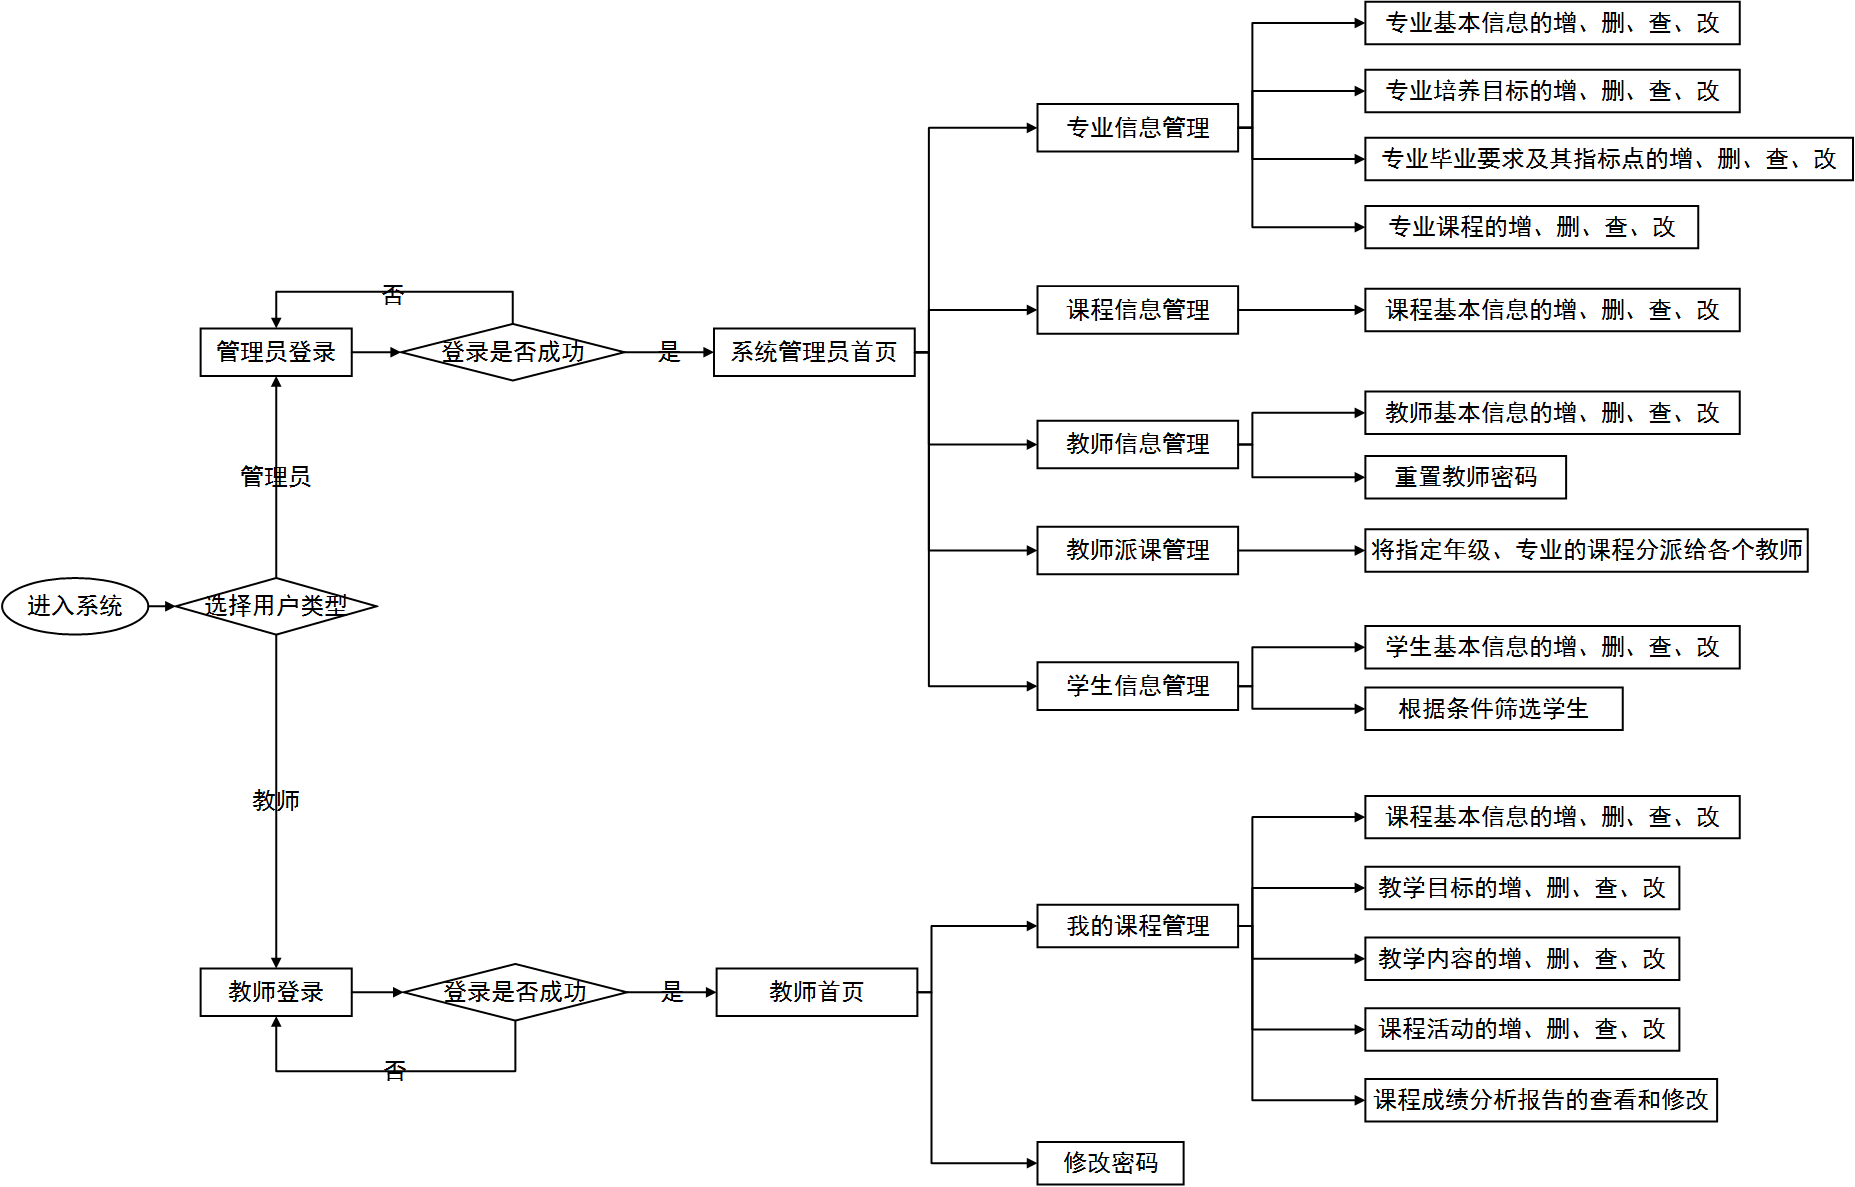 专业基本信息的增、删、查、改
专业培养目标的增、删、查、改
专业信息管理
专业毕业要求及其指标点的增、删、查、改
专业课程的增、删、查、改
否
课程信息管理
课程基本信息的增、删、查、改
管理员登录
登录是否成功
是
系统管理员首页
教师基本信息的增、删、查、改
教师信息管理
管理员
重置教师密码
教师派课管理
将指定年级、专业的课程分派给各个教师
进入系统
选择用户类型
学生基本信息的增、删、查、改
学生信息管理
根据条件筛选学生
教师
课程基本信息的增、删、查、改
教学目标的增、删、查、改
我的课程管理
教学内容的增、删、查、改
教师登录
登录是否成功
是
教师首页
课程活动的增、删、查、改
否
课程成绩分析报告的查看和修改
修改密码